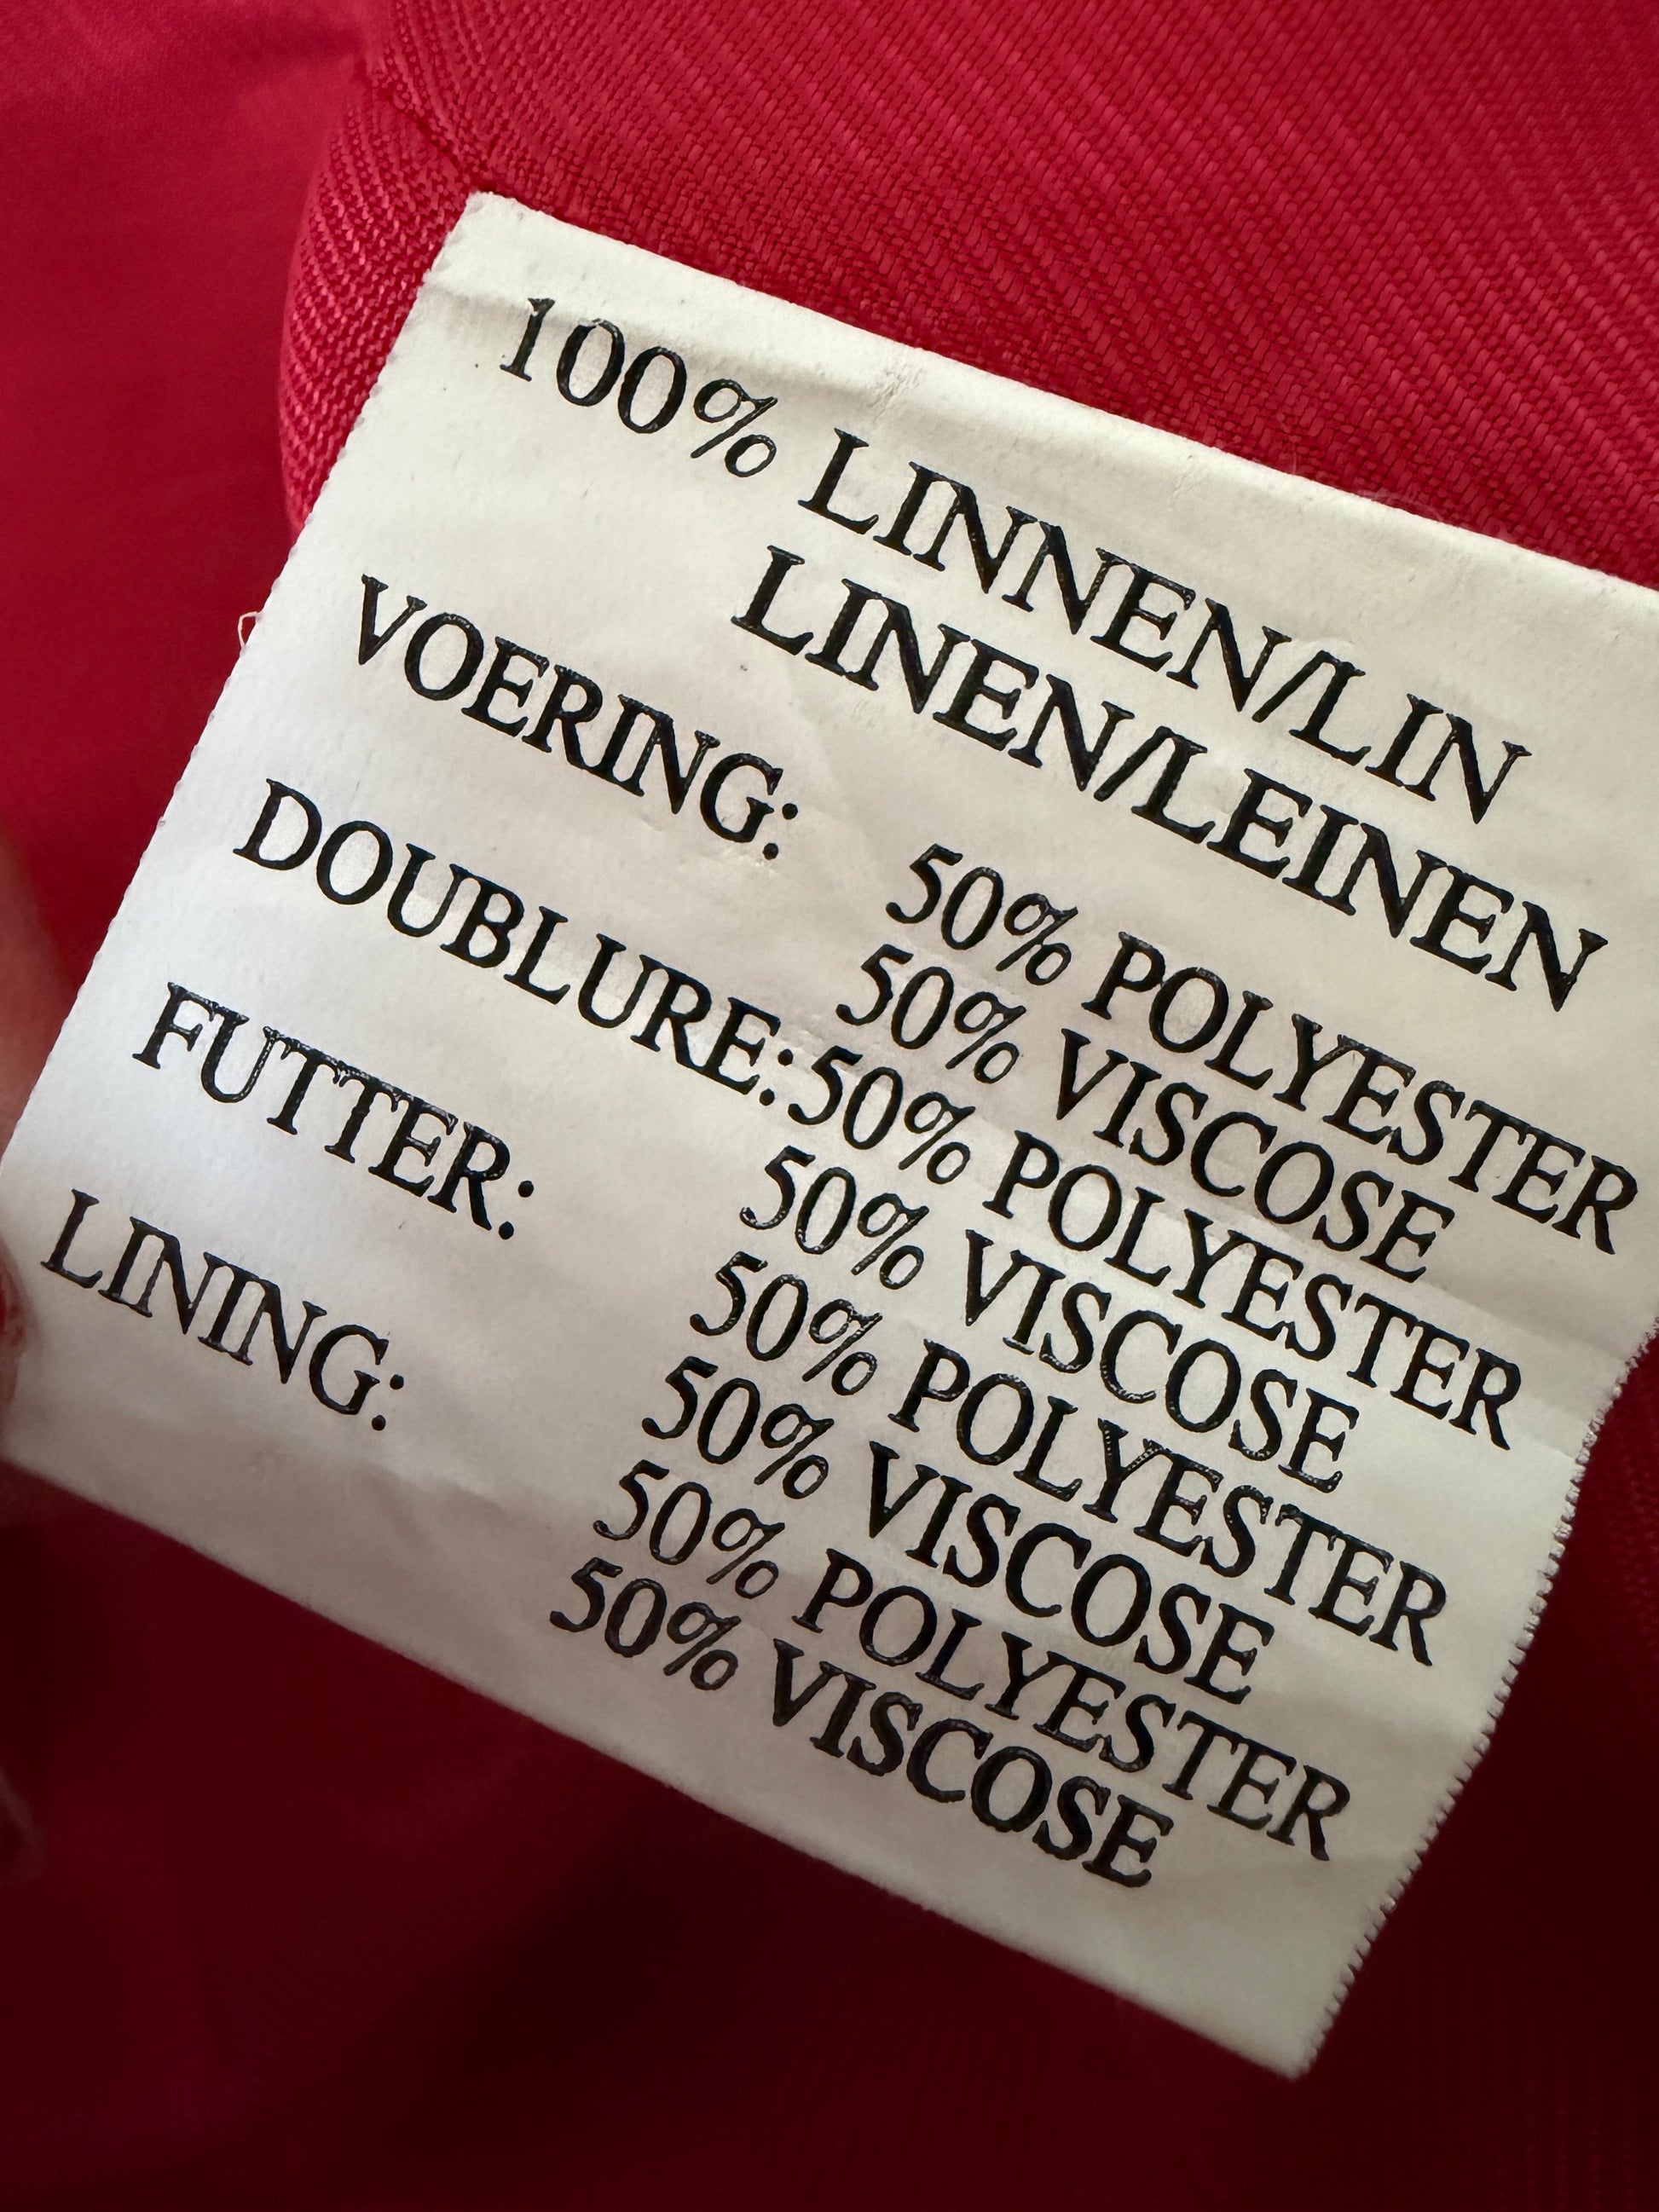 100% LINNEN/LIN
LINEN/LEINEN
VOERING: 50% POLYESTER
50% VISCOSE
DOUBLURE: 50% POLYESTER
50% VISCOSE
FUTTER: 50% POLYESTER
50% VISCOSE
LINING: 50% POLYESTER
50% VISCOSE